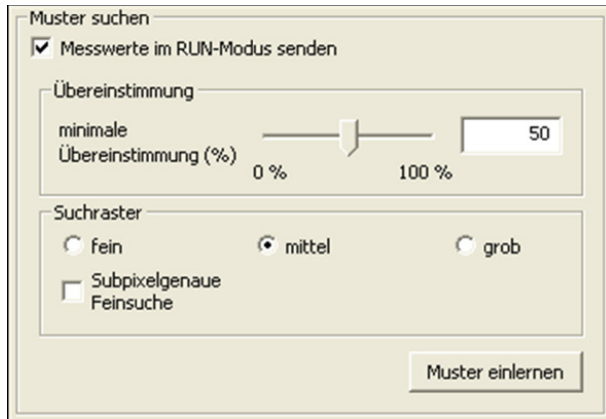 Muster suchen
Messwerte im RUN-Modus senden
Übereinstimmung
minimale
Übereinstimmung (%)
50
0 %
100 %
Suchraster
fein
mittel
grob
Subpixelgenaue
Feinsuche
Muster einlernen